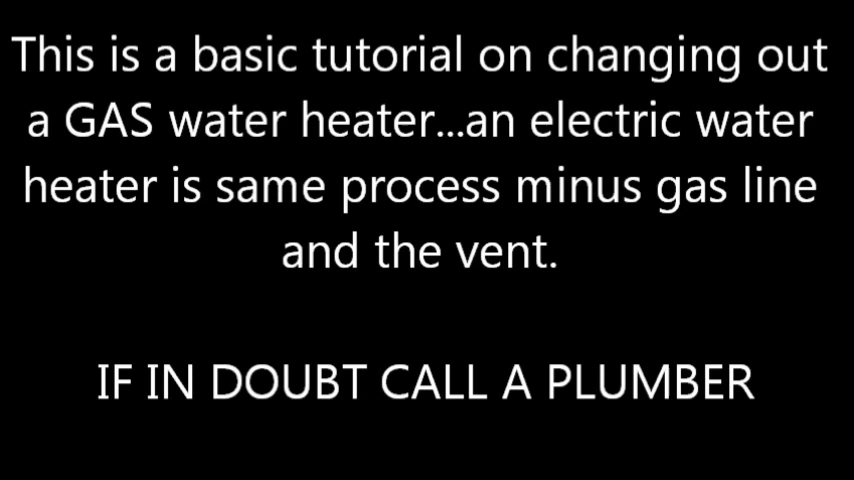 This is a basic tutorial on changing out
a GAS water heater...an electric water
heater is same process minus gas line
and the vent.
IF IN DOUBT CALL A PLUMBER